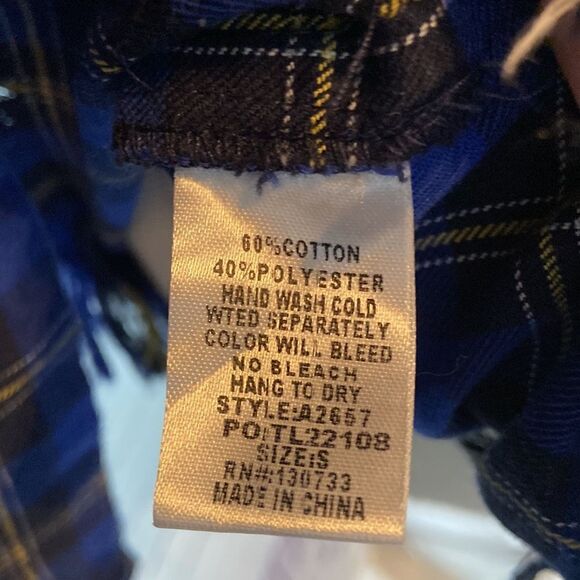 60%COTTON
40%POLYESTER
HAND WASH COLD
WTED SEPARATELY
COLOR WILL BLEED
NO BLEACH
HANG TO DRY
STYLE:A2657
PO:TL22108
SIZE:S
RN#:130733
MADE IN CHINA